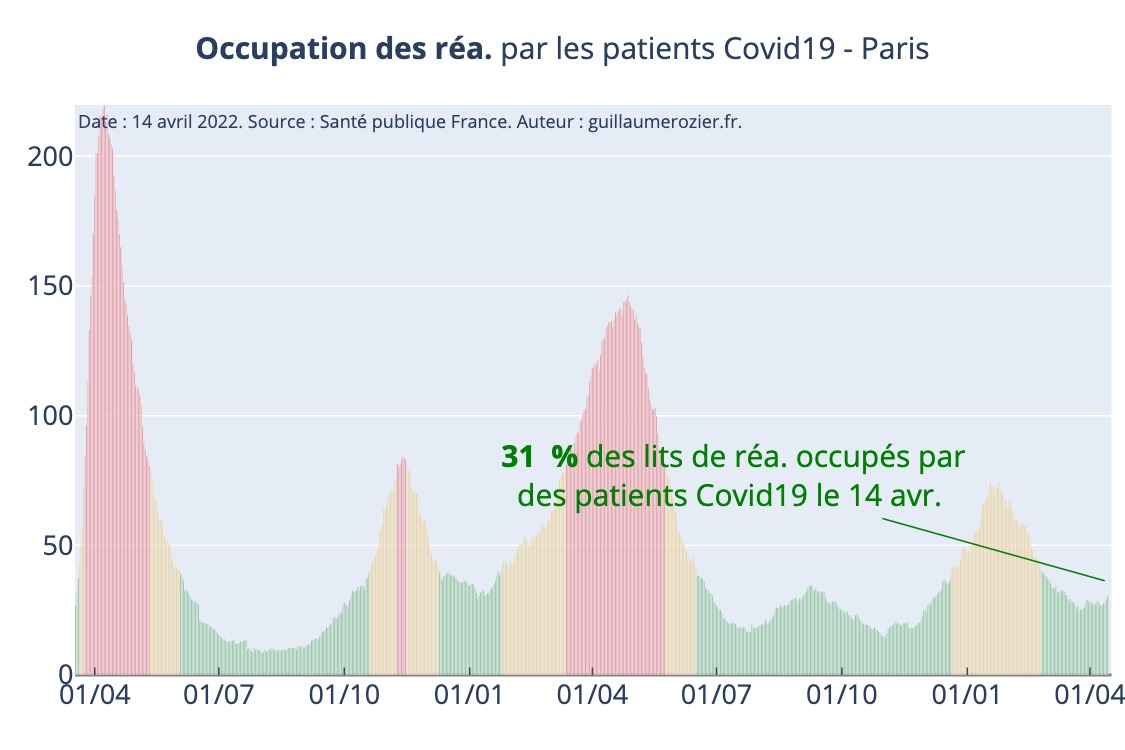 Occupation des réa. par les patients Covid19 - Paris
Date : 14 avril 2022. Source : Santé publique France. Auteur : guillaumerozier.fr.
200
150
100
31 % des lits de réa. occupés par
des patients Covid19 le 14 avr.
50
0
01/04 01/07 01/10 01/01 01/04 01/07 01/10 01/01 01/04